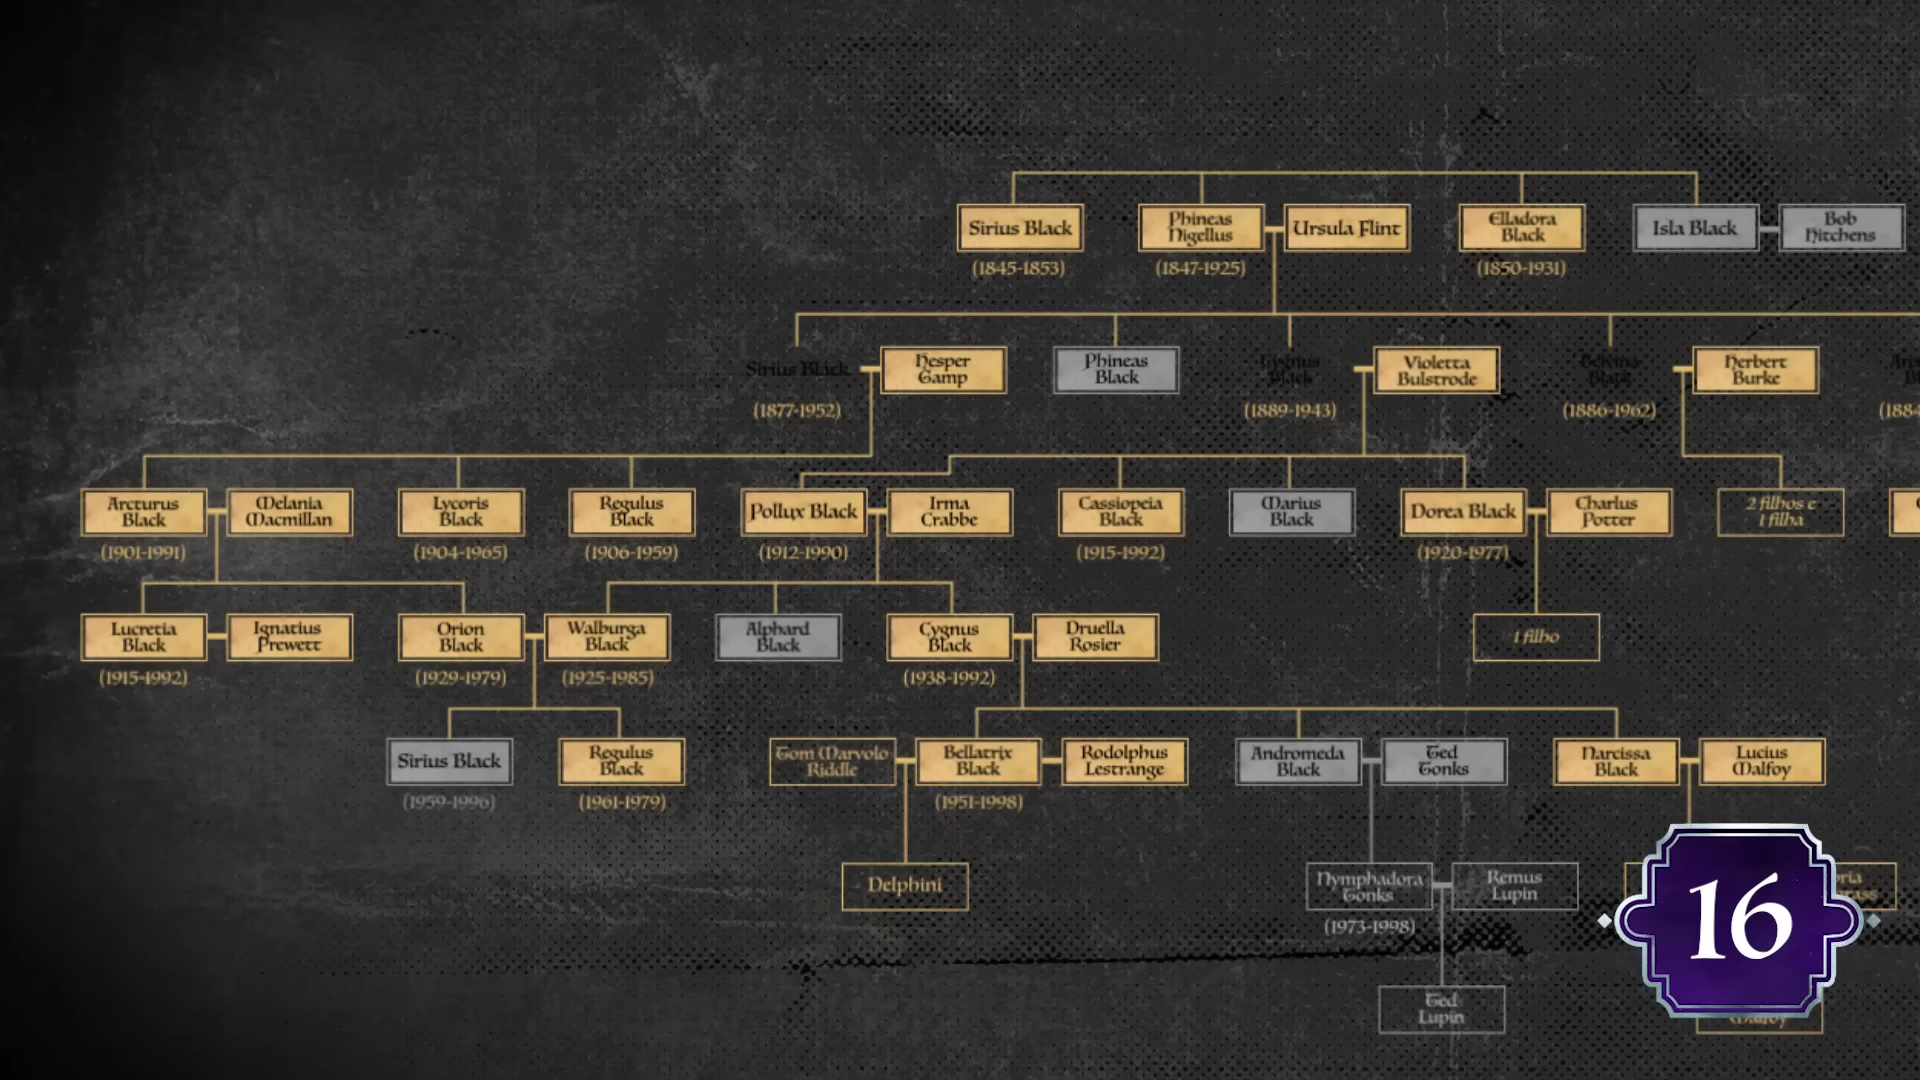 Sirius Black
Phineas
Nigellus
Ursula Flint
Elladora
Black
Isla Black
Bob
Hitchens
(1845-1853)
(1847-1925)
(1850-1931)
Sirius Black
Hesper
Gamp
Phineas
Black
Cygnus
Black
Violetta
Bulstrode
Belvina
Black
Herbert
Burke
(1877-1952)
(1889-1943)
(1886-1962)
(1884
Arcturus
Black
Melania
Macmillan
Lycoris
Black
Regulus
Black
Pollux Black
Irma
Crabbe
Cassiopeia
Black
Marius
Black
Dorea Black
Charlus
Potter
2 filhos e
1 filha
(1901-1991)
(1904-1965)
(1906-1959)
(1912-1990)
(1915-1992)
(1920-1977)
Lucretia
Black
Ignatius
Prewett
Orion
Black
Walburga
Black
Alphard
Black
Cygnus
Black
Druella
Rosier
1 filho
(1915-1992)
(1929-1979)
(1925-1985)
(1938-1992)
Sirius Black
Regulus
Black
Tom Marvolo
Riddle
Bellatrix
Black
Rodolphus
Lestrange
Andromeda
Black
Ted
Tonks
Narcissa
Black
Lucius
Malfoy
(1959-1996)
(1961-1979)
(1951-1998)
Delphini
Nymphadora
Tonks
Remus
Lupin
(1973-1998)
16
Ted
Lupin
Malfoy